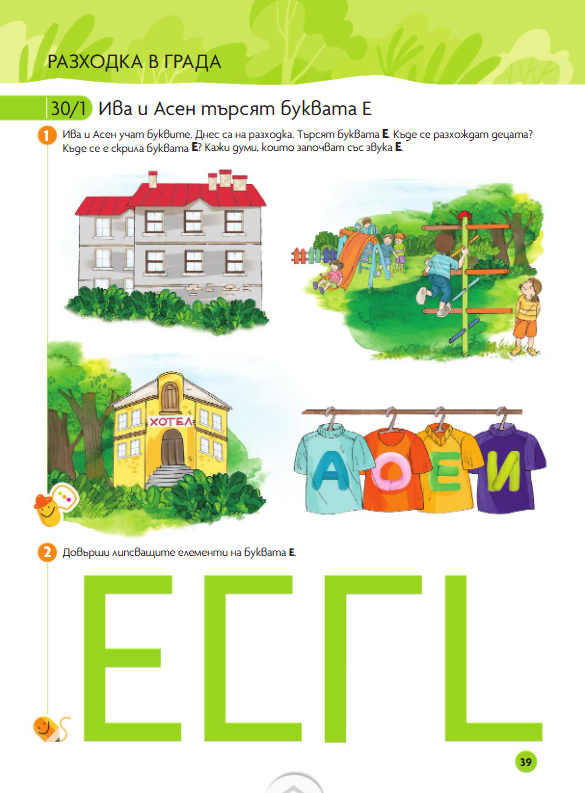 РАЗХОДКА В ГРАДА
30/1 Ива и Асен търсят буквата Е
1 Ива и Асен учат буквите. Днес са на разходка. Търсят буквата Е. Къде се разхождат децата?
Къде се е скрила буквата Е? Кажи думи, които започват със звука Е.
ХОТЕЛ
А О Е И
2 Довърши липсващите елементи на буквата Е.
Е С Г L
39